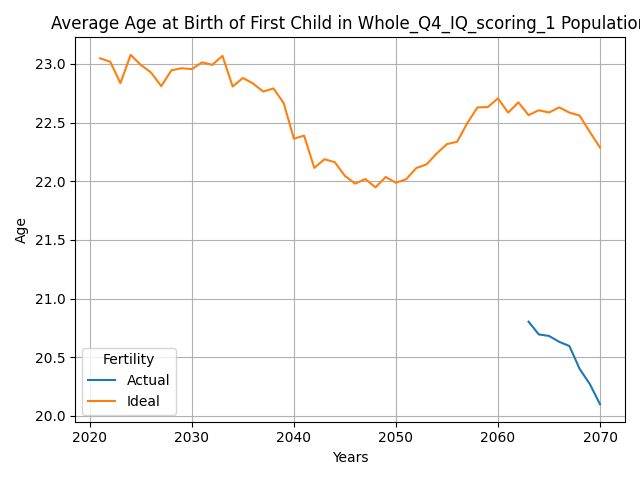 Average Age at Birth of First Child in Whole_Q4_IQ_scoring_1 Population
23.0
22.5
22.0
21.5
21.0
20.5
20.0
Age
Fertility
Actual
Ideal
2020 2030 2040 2050 2060 2070
Years